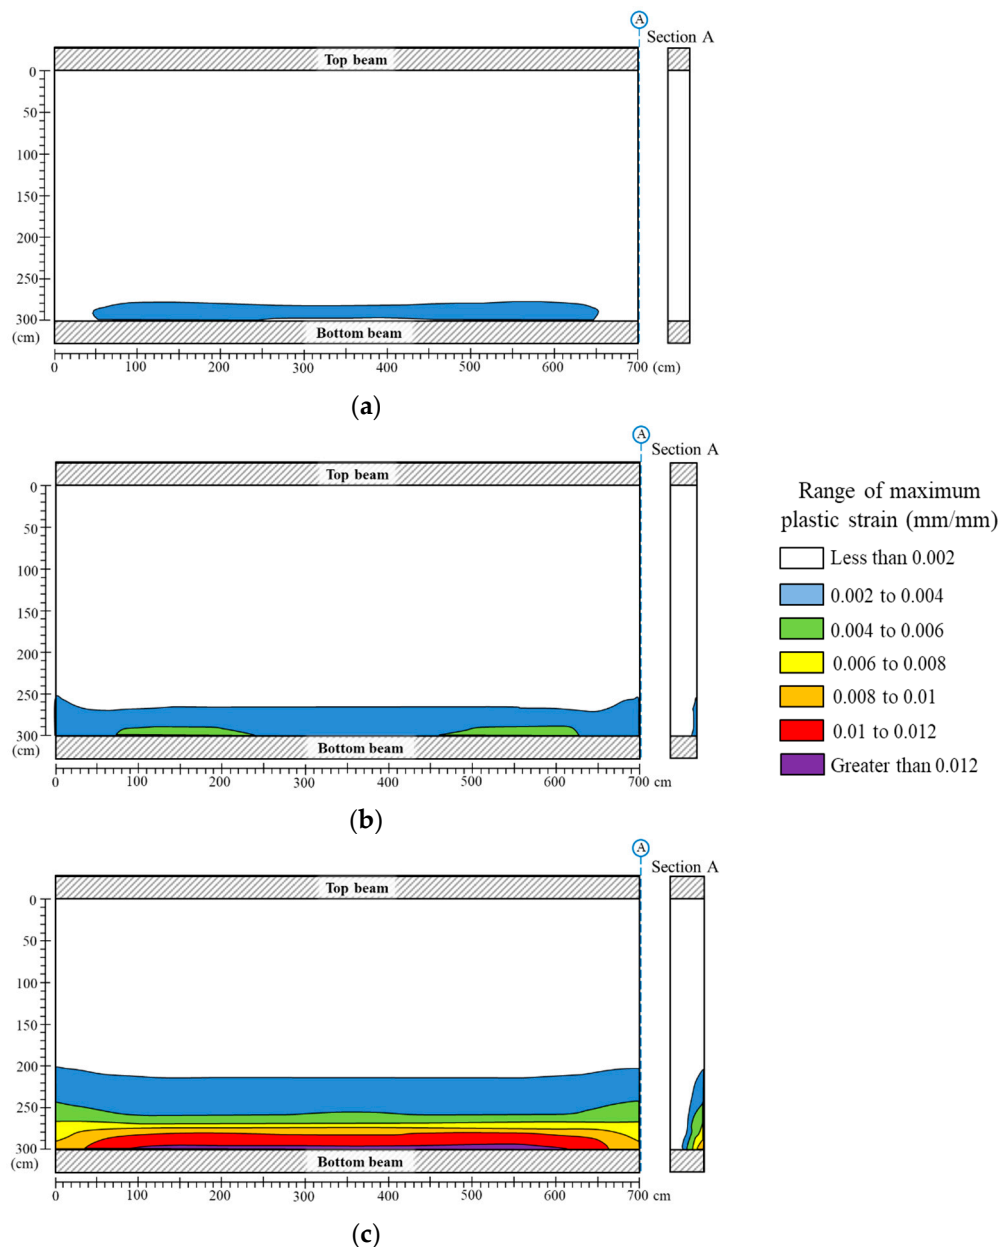 A
Section A
Top beam
0
50
100
150
200
250
300
(cm)
Bottom beam
0 100 200 300 400 500 600 700 (cm)
(a)
A
Section A
Top beam
0
50
100
150
200
250
300
(cm)
Bottom beam
0 100 200 300 400 500 600 700 cm
(b)
Range of maximum
plastic strain (mm/mm)
Less than 0.002
0.002 to 0.004
0.004 to 0.006
0.006 to 0.008
0.008 to 0.01
0.01 to 0.012
Greater than 0.012
A
Section A
Top beam
0
50
100
150
200
250
300
(cm)
Bottom beam
0 100 200 300 400 500 600 700 cm
(c)